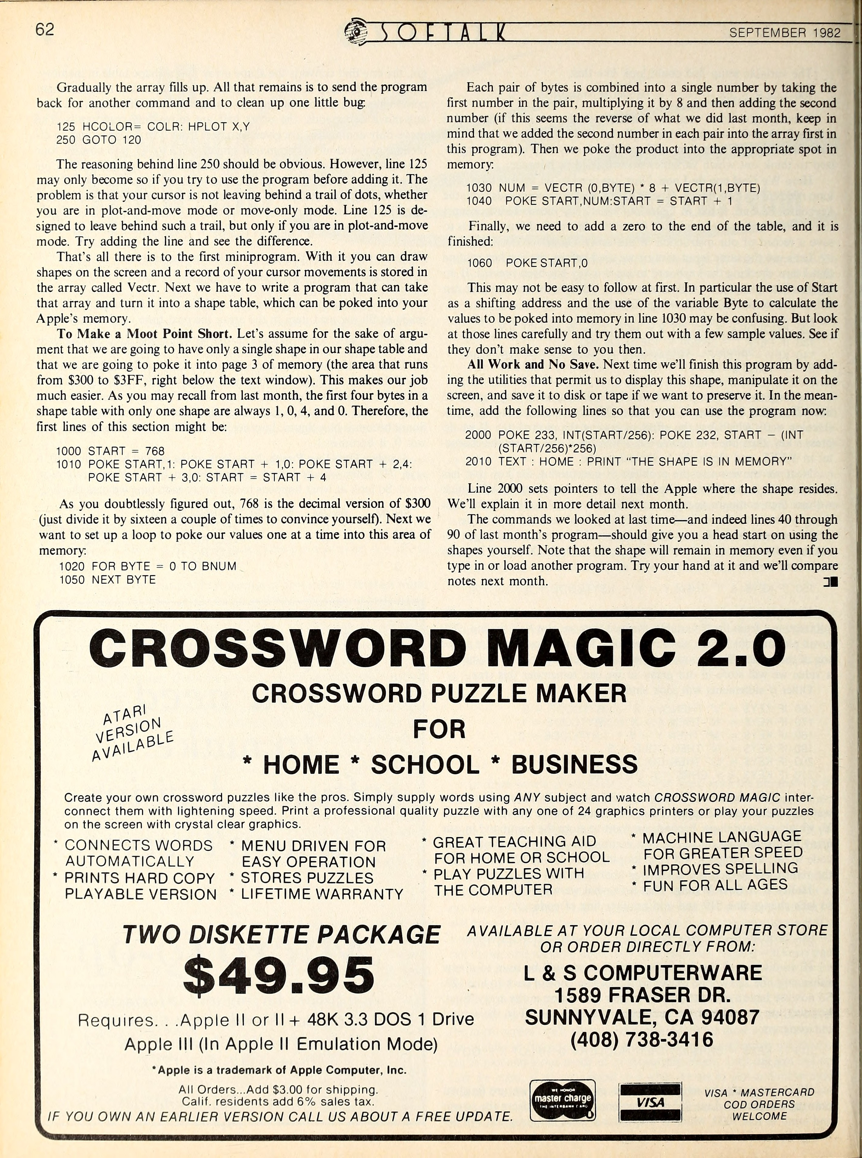 62
SOFTALK
SEPTEMBER 1982
Gradually the array fills up. All that remains is to send the program
back for another command and to clean up one little bug:
125 HCOLOR= COLR: HPLOT X,Y
250 GOTO 120
The reasoning behind line 250 should be obvious. However, line 125
may only become so if you try to use the program before adding it. The
problem is that your cursor is not leaving behind a trail of dots, whether
you are in plot-and-move mode or move-only mode. Line 125 is de-
signed to leave behind such a trail, but only if you are in plot-and-move
mode. Try adding the line and see the difference.
That's all there is to the first miniprogram. With it you can draw
shapes on the screen and a record of your cursor movements is stored in
the array called Vectr. Next we have to write a program that can take
that array and turn it into a shape table, which can be poked into your
Apple's memory.
To Make a Moot Point Short. Let's assume for the sake of argu-
ment that we are going to have only a single shape in our shape table and
that we are going to poke it into page 3 of memory (the area that runs
from $300 to $3FF, right below the text window). This makes our job
much easier. As you may recall from last month, the first four bytes in a
shape table with only one shape are always 1, 0, 4, and 0. Therefore, the
first lines of this section might be:
1000 START = 768
1010 POKE START,1: POKE START + 1,0: POKE START + 2,4:
POKE START + 3,0: START = START + 4
As you doubtlessly figured out, 768 is the decimal version of $300
(just divide it by sixteen a couple of times to convince yourself). Next we
want to set up a loop to poke our values one at a time into this area of
memory:
1020 FOR BYTE = 0 TO BNUM
1050 NEXT BYTE
Each pair of bytes is combined into a single number by taking the
first number in the pair, multiplying it by 8 and then adding the second
number (if this seems the reverse of what we did last month, keep in
mind that we added the second number in each pair into the array first in
this program). Then we poke the product into the appropriate spot in
memory:
1030 NUM = VECTR (0,BYTE) * 8 + VECTR(1,BYTE)
1040 POKE START,NUM:START = START + 1
Finally, we need to add a zero to the end of the table, and it is
finished:
1060 POKE START,0
This may not be easy to follow at first. In particular the use of Start
as a shifting address and the use of the variable Byte to calculate the
values to be poked into memory in line 1030 may be confusing. But look
at those lines carefully and try them out with a few sample values. See if
they don't make sense to you then.
All Work and No Save. Next time we'll finish this program by add-
ing the utilities that permit us to display this shape, manipulate it on the
screen, and save it to disk or tape if we want to preserve it. In the mean-
time, add the following lines so that you can use the program now:
2000 POKE 233, INT(START/256): POKE 232, START – (INT
(START/256)*256)
2010 TEXT : HOME : PRINT "THE SHAPE IS IN MEMORY"
Line 2000 sets pointers to tell the Apple where the shape resides.
We'll explain it in more detail next month.
The commands we looked at last time—and indeed lines 40 through
90 of last month's program—should give you a head start on using the
shapes yourself. Note that the shape will remain in memory even if you
type in or load another program. Try your hand at it and we'll compare
notes next month.
CROSSWORD MAGIC 2.0
ATARI
VERSION
AVAILABLE
CROSSWORD PUZZLE MAKER
FOR
* HOME * SCHOOL * BUSINESS
Create your own crossword puzzles like the pros. Simply supply words using ANY subject and watch CROSSWORD MAGIC inter-
connect them with lightening speed. Print a professional quality puzzle with any one of 24 graphics printers or play your puzzles
on the screen with crystal clear graphics.
* CONNECTS WORDS
AUTOMATICALLY
* PRINTS HARD COPY
PLAYABLE VERSION
* MENU DRIVEN FOR
EASY OPERATION
* STORES PUZZLES
* LIFETIME WARRANTY
* GREAT TEACHING AID
FOR HOME OR SCHOOL
* PLAY PUZZLES WITH
THE COMPUTER
* MACHINE LANGUAGE
FOR GREATER SPEED
* IMPROVES SPELLING
* FUN FOR ALL AGES
TWO DISKETTE PACKAGE
$49.95
Requires. . .Apple II or II + 48K 3.3 DOS 1 Drive
Apple III (In Apple II Emulation Mode)
*Apple is a trademark of Apple Computer, Inc.
All Orders...Add $3.00 for shipping.
Calif. residents add 6% sales tax.
IF YOU OWN AN EARLIER VERSION CALL US ABOUT A FREE UPDATE.
AVAILABLE AT YOUR LOCAL COMPUTER STORE
OR ORDER DIRECTLY FROM:
L & S COMPUTERWARE
1589 FRASER DR.
SUNNYVALE, CA 94087
(408) 738-3416
WE HONOR
master charge
THE INTERBANK CARD
VISA
VISA * MASTERCARD
COD ORDERS
WELCOME